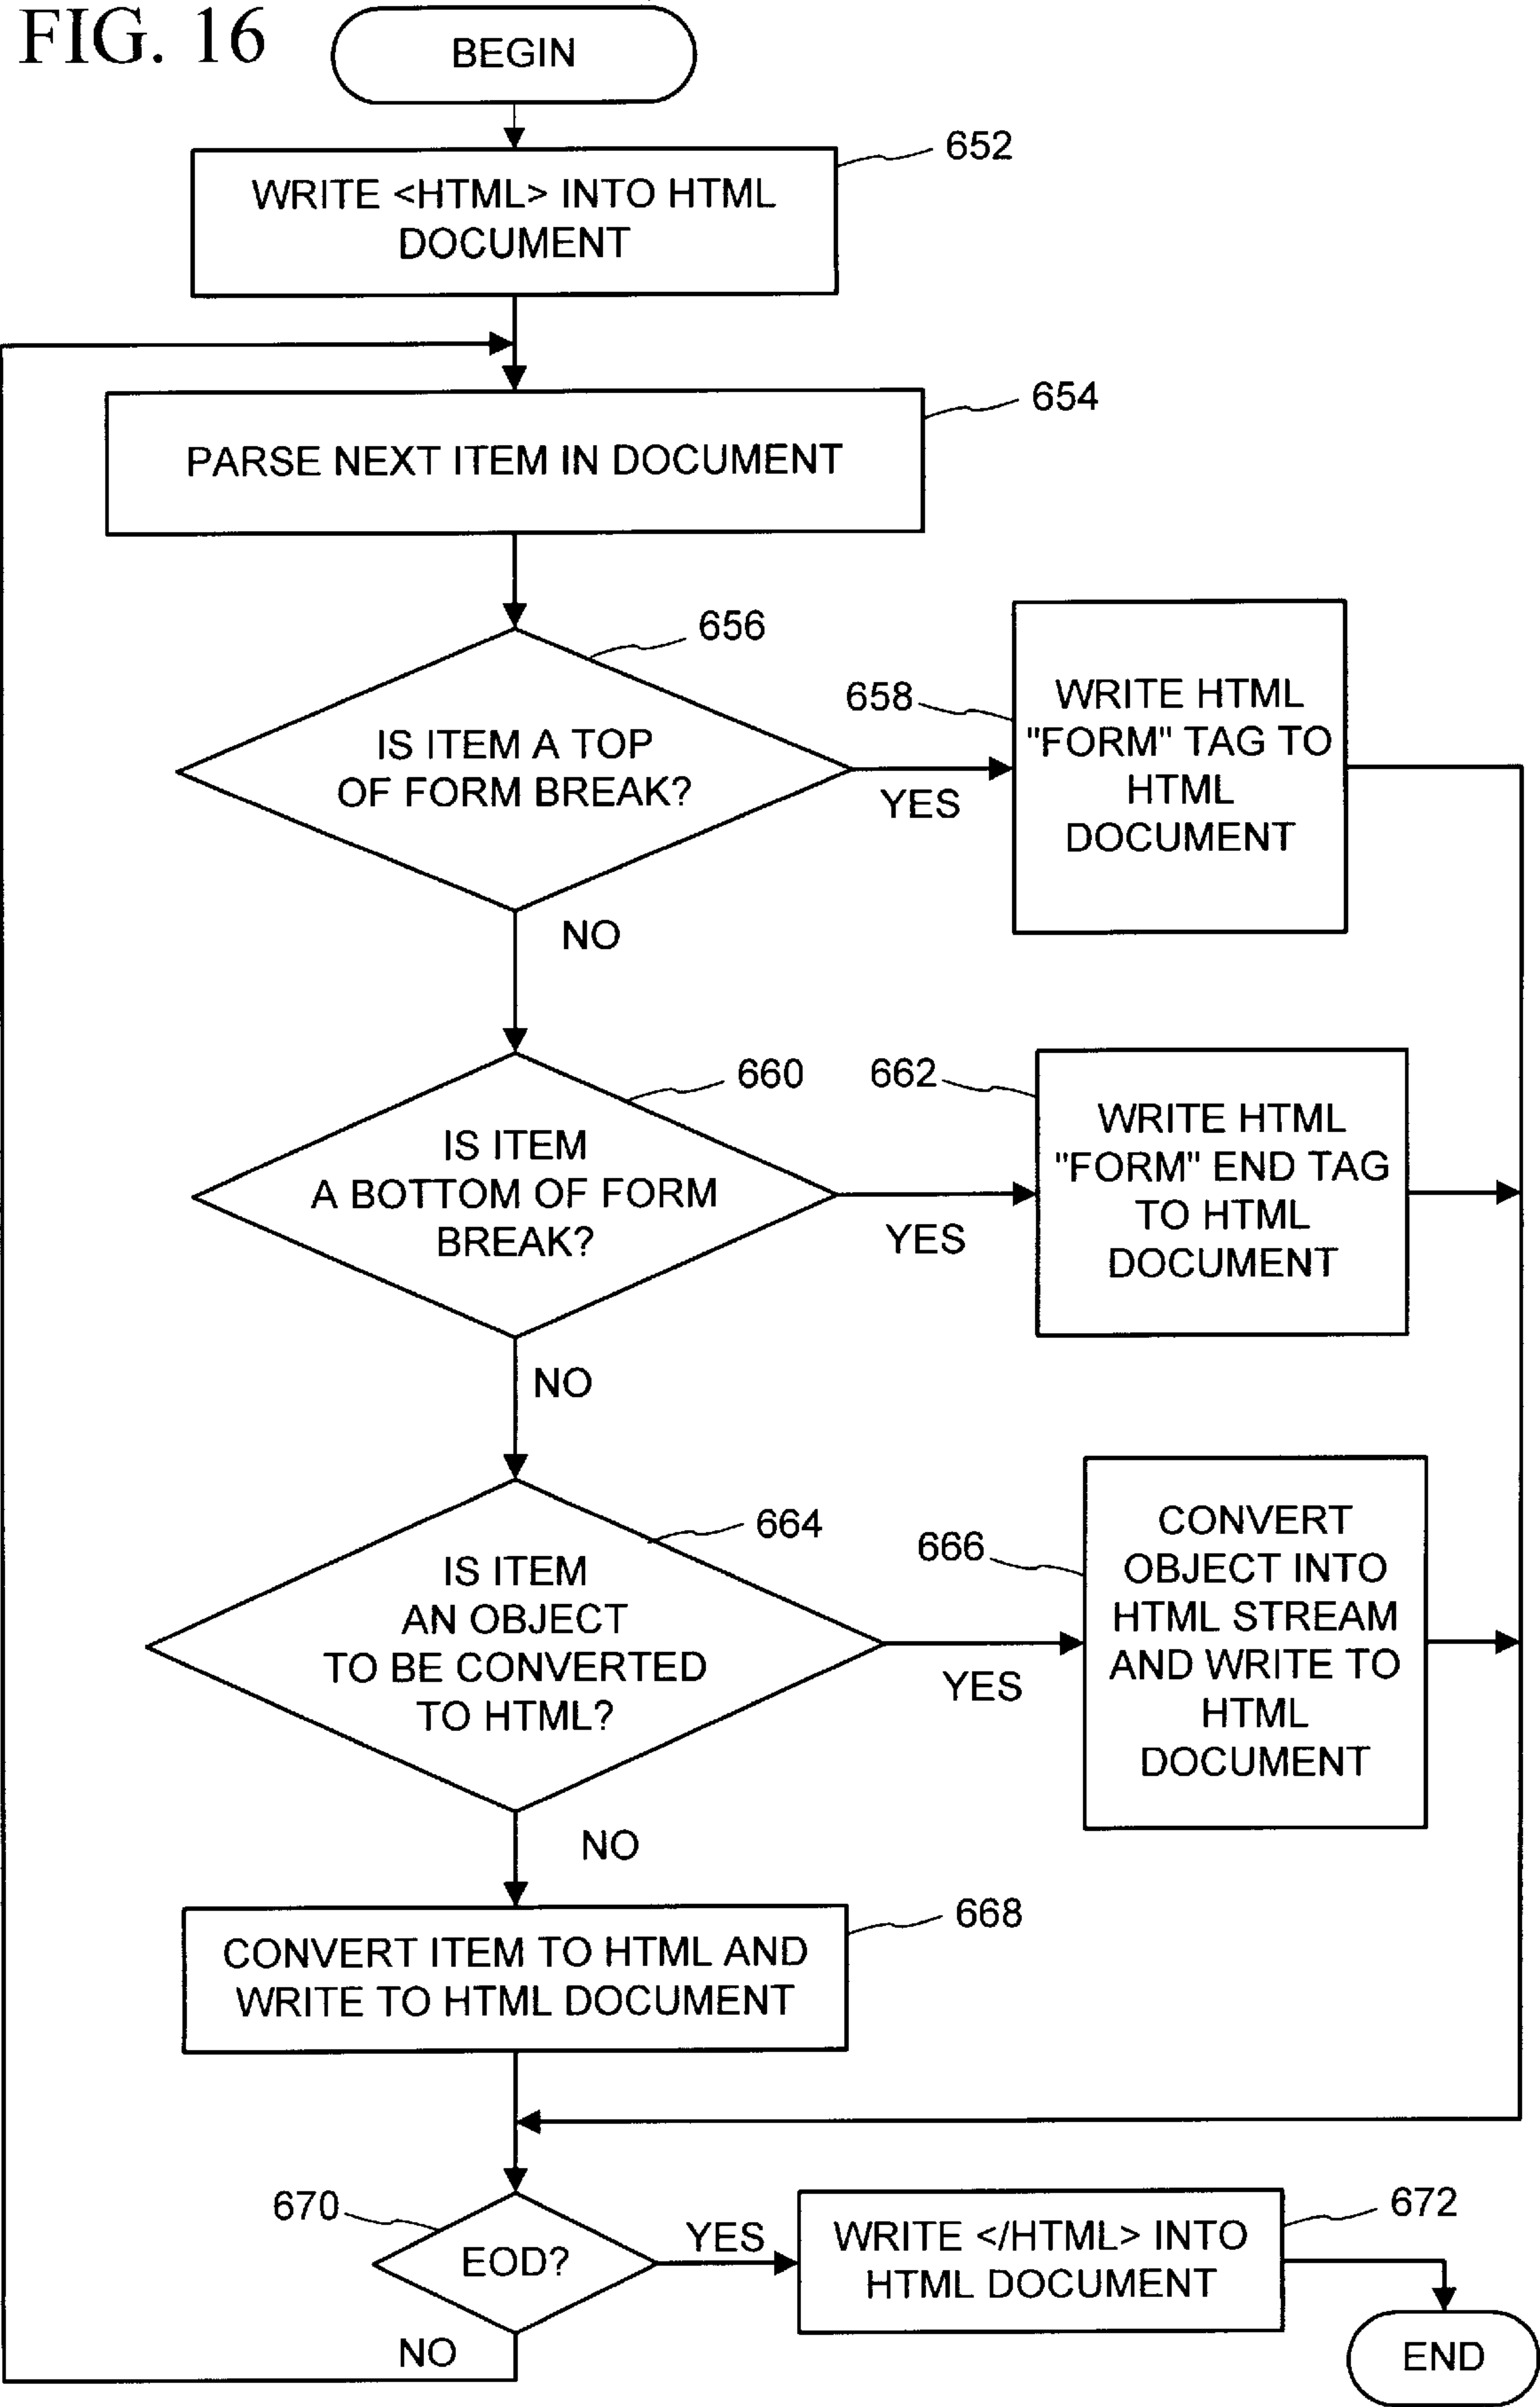 FIG. 16
BEGIN
652
WRITE <HTML> INTO HTML
DOCUMENT
654
PARSE NEXT ITEM IN DOCUMENT
656
IS ITEM A TOP
OF FORM BREAK?
YES
658
WRITE HTML
"FORM" TAG TO
HTML
DOCUMENT
NO
660
IS ITEM
A BOTTOM OF FORM
BREAK?
YES
662
WRITE HTML
"FORM" END TAG
TO HTML
DOCUMENT
NO
664
IS ITEM
AN OBJECT
TO BE CONVERTED
TO HTML?
YES
666
CONVERT
OBJECT INTO
HTML STREAM
AND WRITE TO
HTML
DOCUMENT
NO
668
CONVERT ITEM TO HTML AND
WRITE TO HTML DOCUMENT
670
EOD?
YES
672
WRITE </HTML> INTO
HTML DOCUMENT
NO
END